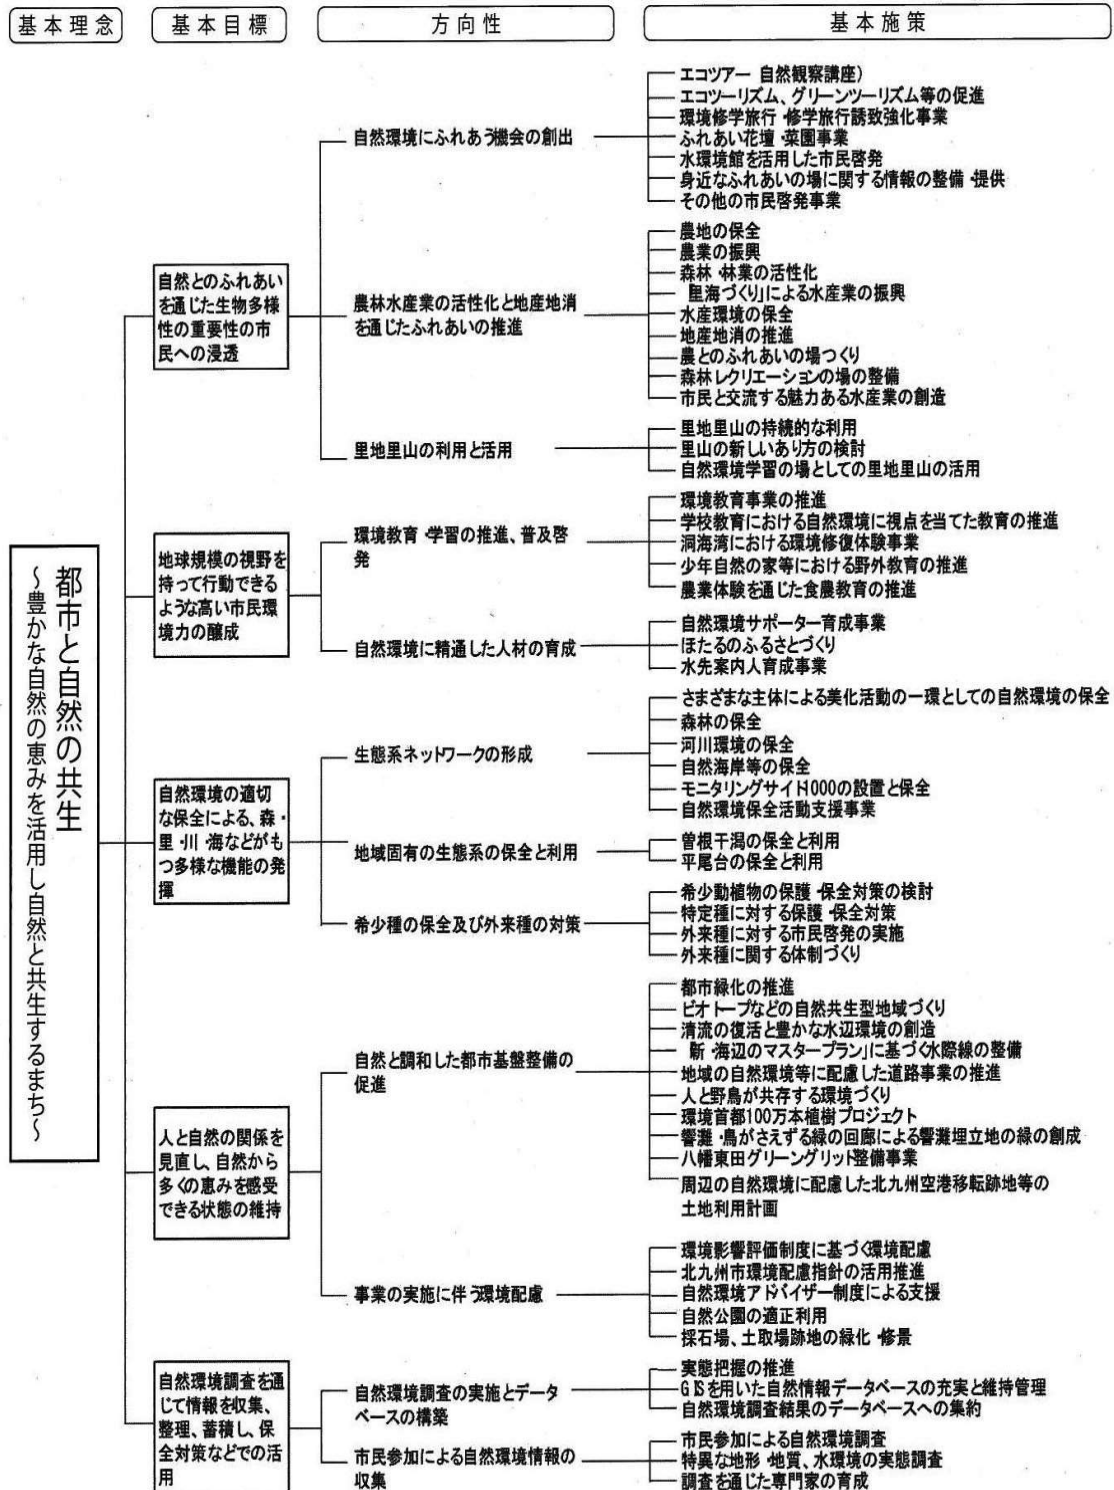 基本理念
基本目標
方向性
基本施策
都市と自然の共生
～豊かな自然の恵みを活用し自然と共生するまち～
自然とのふれあい
を通じた生物多様
性の重要性の市
民への浸透
自然環境にふれあう機会の創出
エコツアー 自然観察講座）
エコツーリズム、グリーンツーリズム等の促進
環境修学旅行・修学旅行誘致強化事業
ふれあい花壇・菜園事業
水環境館を活用した市民啓発
身近なふれあいの場に関する情報の整備・提供
その他の市民啓発事業
農林水産業の活性化と地産地消
を通じたふれあいの推進
農地の保全
農業の振興
森林・林業の活性化
「里海づくり」による水産業の振興
水産環境の保全
地産地消の推進
農とのふれあいの場つくり
森林レクリエーションの場の整備
市民と交流する魅力ある水産業の創造
里地里山の利用と活用
里地里山の持続的な利用
里山の新しいあり方の検討
自然環境学習の場としての里地里山の活用
地球規模の視野を
持って行動できる
ような高い市民環
境力の醸成
環境教育・学習の推進、普及啓
発
環境教育事業の推進
学校教育における自然環境に視点を当てた教育の推進
洞海湾における環境修復体験事業
少年自然の家等における野外教育の推進
農業体験を通じた食農教育の推進
自然環境に精通した人材の育成
自然環境サポーター育成事業
ほたるのふるさとづくり
水先案内人育成事業
自然環境の適切
な保全による、森・
里・川・海などがも
つ多様な機能の発
揮
生態系ネットワークの形成
さまざまな主体による美化活動の一環としての自然環境の保全
森林の保全
河川環境の保全
自然海岸等の保全
モニタリングサイト1000の設置と保全
自然環境保全活動支援事業
地域固有の生態系の保全と利用
曽根干潟の保全と利用
平尾台の保全と利用
希少種の保全及び外来種の対策
希少動植物の保護・保全対策の検討
特定種に対する保護・保全対策
外来種に対する市民啓発の実施
外来種に関する体制づくり
人と自然の関係を
見直し、自然から
多くの恵みを感受
できる状態の維持
自然と調和した都市基盤整備の
促進
都市緑化の推進
ビオトープなどの自然共生型地域づくり
清流の復活と豊かな水辺環境の創造
「新・海辺のマスタープラン」に基づく水際線の整備
地域の自然環境等に配慮した道路事業の推進
人と野鳥が共存する環境づくり
環境首都100万本植樹プロジェクト
響灘・鳥がさえずる緑の回廊による響灘埋立地の緑の創成
八幡東田グリーングリッド整備事業
周辺の自然環境に配慮した北九州空港移転跡地等の
土地利用計画
事業の実施に伴う環境配慮
環境影響評価制度に基づく環境配慮
北九州市環境配慮指針の活用推進
自然環境アドバイザー制度による支援
自然公園の適正利用
採石場、土取場跡地の緑化・修景
自然環境調査を通
じて情報を収集、
整理、蓄積し、保
全対策などでの活
用
自然環境調査の実施とデータ
ベースの構築
実態把握の推進
GISを用いた自然情報データベースの充実と維持管理
自然環境調査結果のデータベースへの集約
市民参加による自然環境情報の
収集
市民参加による自然環境調査
特異な地形・地質、水環境の実態調査
調査を通じた専門家の育成